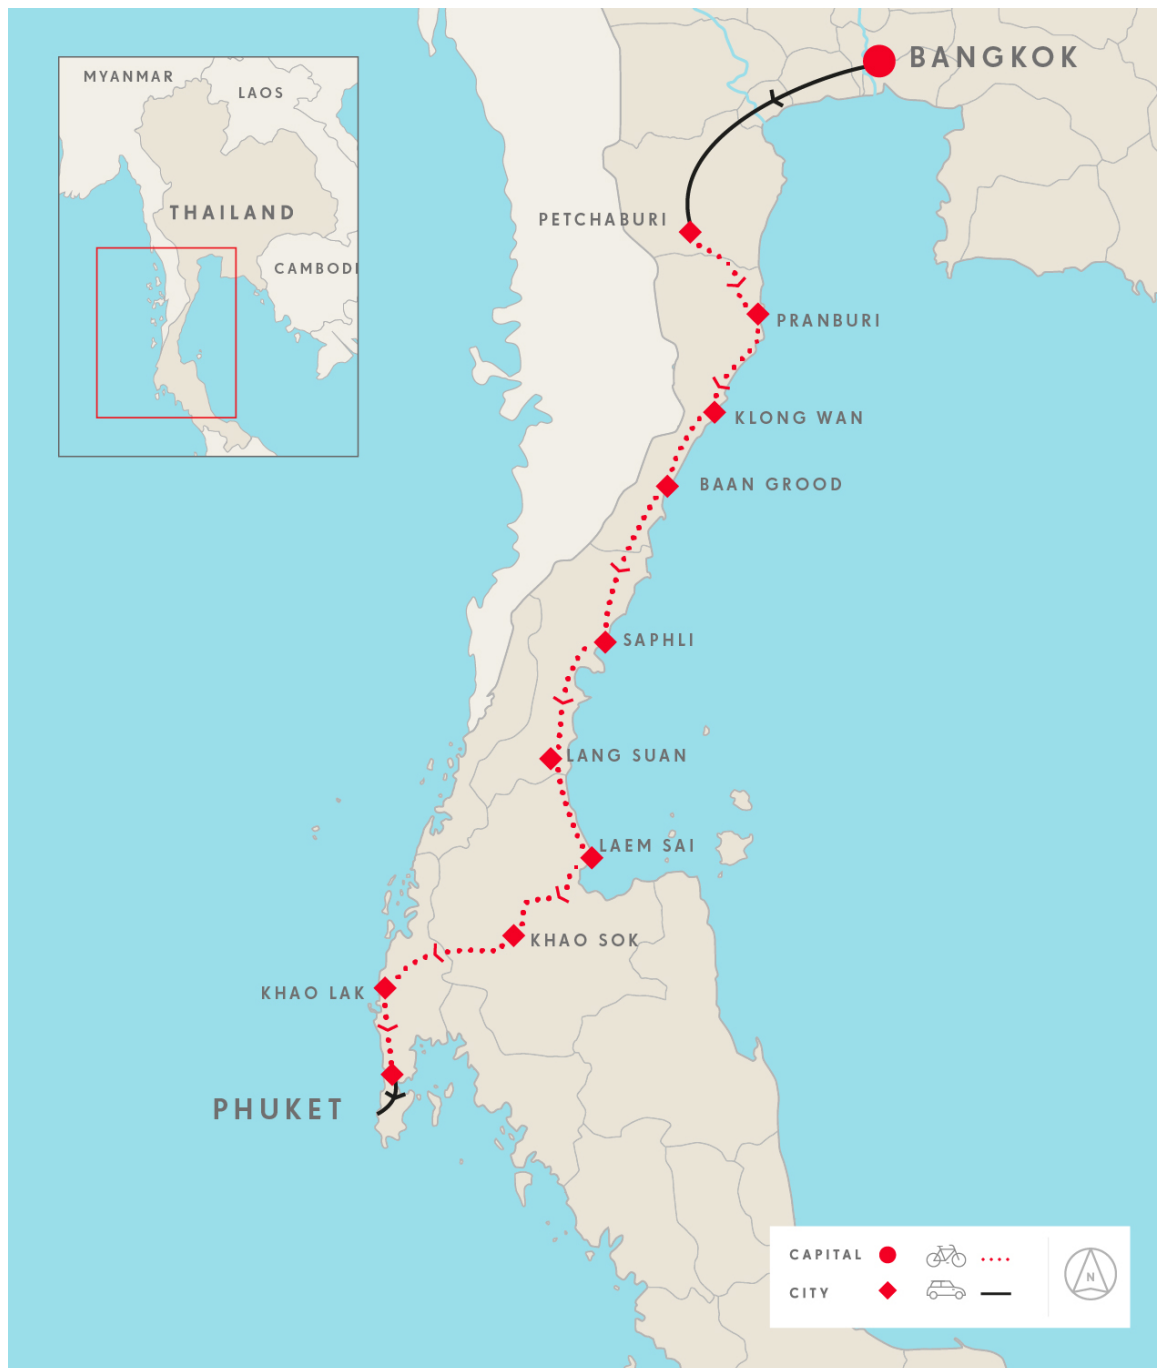 BANGKOK
MYANMAR
LAOS
THAILAND
CAMBODI
PETCHABURI
PRANBURI
KLONG WAN
BAAN GROOD
SAPHLI
LANG SUAN
LAEM SAI
KHAO SOK
KHAO LAK
PHUKET
CAPITAL
CITY
N